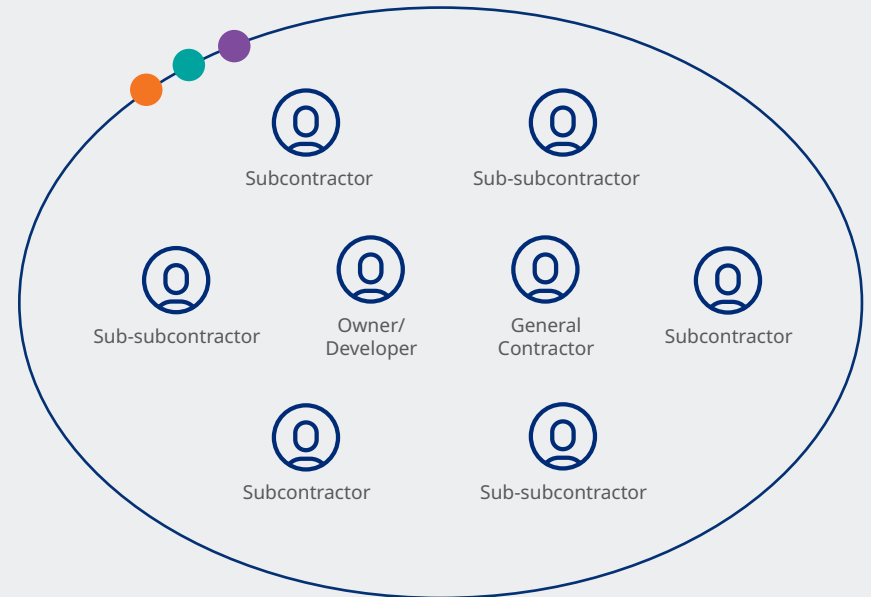 Subcontractor
Sub-subcontractor
Sub-subcontractor
Owner/
Developer
General
Contractor
Subcontractor
Subcontractor
Sub-subcontractor